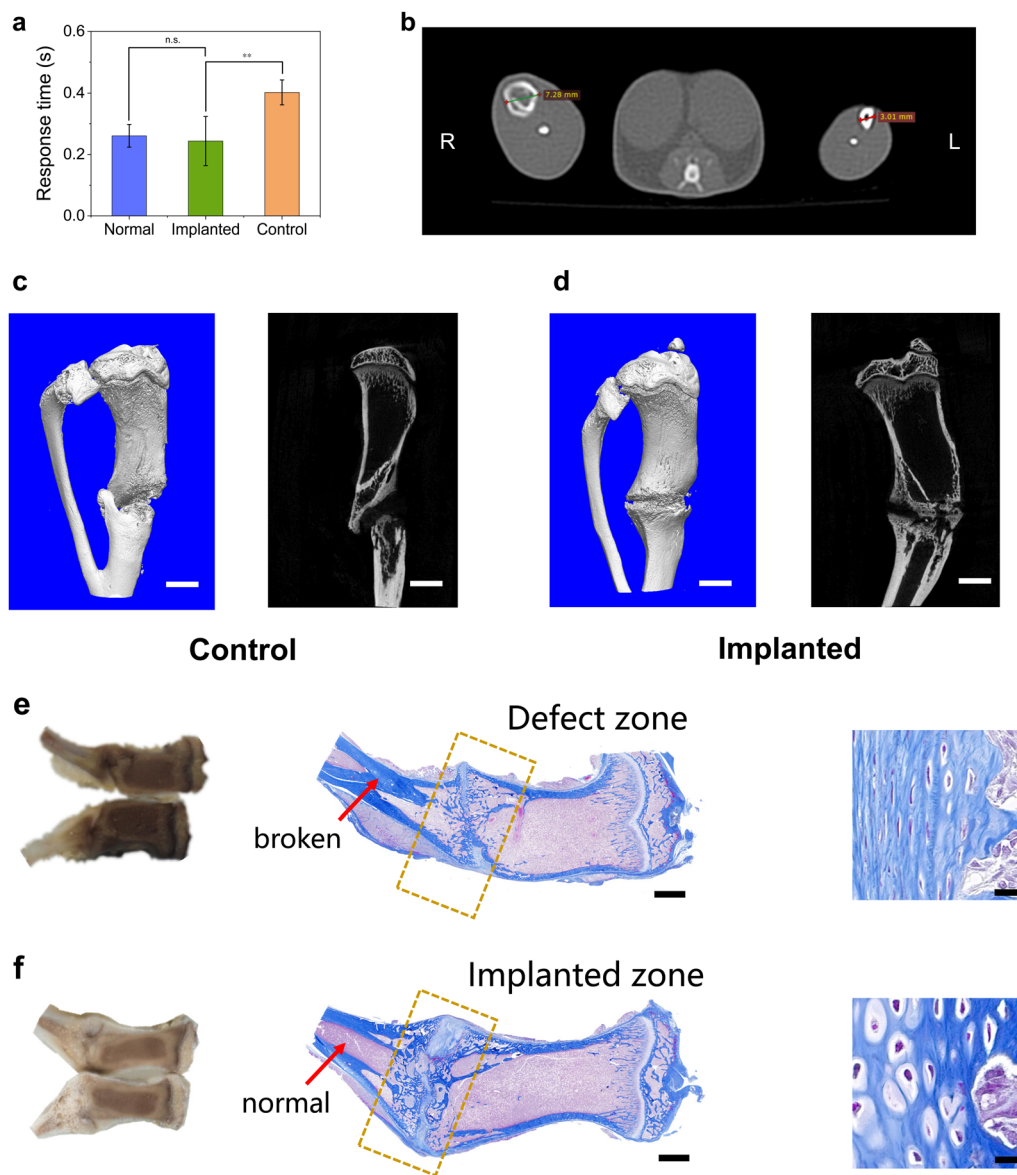 a
Response time (s)
0.6
0.4
0.2
0.0
n.s.
**
Normal
Implanted
Control
b
R
7.28 mm
3.01 mm
L
c
d
Control
Implanted
e
Defect zone
broken
f
Implanted zone
normal